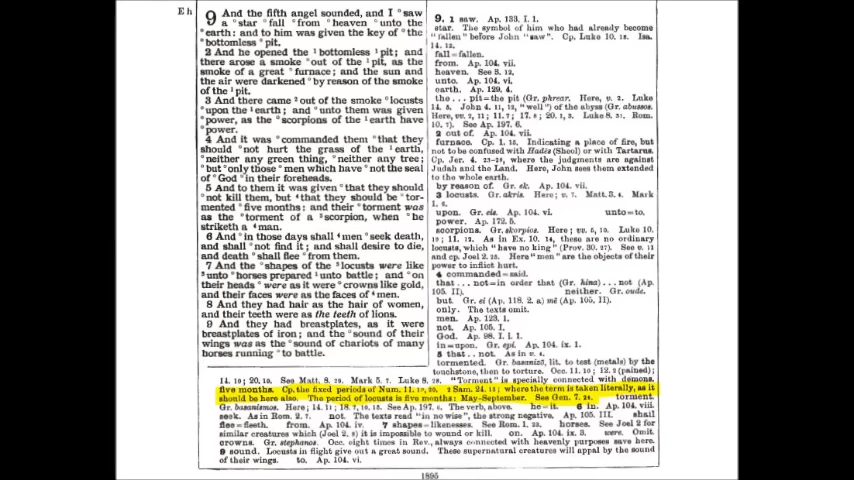 E h
9 And the fifth angel sounded, and I °saw
a °star °fall °from °heaven °unto the
°earth: and to him was given the key of °the
°bottomless °pit.
2 And he opened the ¹bottomless ¹pit; and
there arose a smoke °out of the ¹pit, as the
smoke of a great °furnace; and the sun and
the air were darkened °by reason of the smoke
of the ¹pit.
3 And there came ²out of the smoke °locusts
°upon the ¹earth; and °unto them was given
°power, as the scorpions of the ¹earth have
°power.
4 And it was °commanded them °that they
should °not hurt the grass of the ¹earth,
°neither any green thing, °neither any tree;
°but °only those °men which have °not the seal
of °God °in their foreheads.
5 And to them it was given °that they should
°not kill them, but ⁴that they should be °tor-
mented °five months: and their °torment was
as the °torment of a ³scorpion, when °he
striketh a ⁴man.
6 And °in those days shall ⁴men °seek death,
and shall °not find it; and shall desire to die,
and death °shall flee °from them.
7 And the °shapes of the ³locusts were like
³unto °horses prepared ¹unto battle; and °on
their heads °were as it were °crowns like gold,
and their faces were as the faces of ⁴men.
8 And they had hair as the hair of women,
and their teeth were as the teeth of lions.
9 And they had breastplates, as it were
breastplates of iron; and the °sound of their
wings was as the sound of chariots of many
horses running °to battle.
9. 1 saw. Ap. 133. I. 1.
star. The symbol of him who had already become
"fallen" before John "saw". Cp. Luke 10. 18. Isa.
14. 12.
fall=fallen.
from. Ap. 104. vii.
heaven. See 3. 12.
unto. Ap. 104. vi.
earth. Ap. 129. 4.
the... pit=the pit (Gr. phrear. Here, v. 2. Luke
14. 5. John 4. 11, 12, "well") of the abyss (Gr. abussos.
Here, vv. 2, 11; 11. 7; 17. 8; 20. 1, 3. Luke 8. 31. Rom.
10. 7). See Ap. 197. 6.
2 out of. Ap. 104. vii.
furnace. Cp. 1. 15. Indicating a place of fire, but
not to be confused with Hadēs (Sheol) or with Tartarus.
Cp. Jer. 4. 23-28, where the judgments are against
Judah and the Land. Here, John sees them extended
to the whole earth.
by reason of. Gr. ek. Ap. 104. vii.
3 locusts. Gr. akris. Here; v. 7. Matt. 3. 4. Mark
1. 6.
upon. Gr. eis. Ap. 104. vi. unto=to.
power. Ap. 172. 5.
scorpions. Gr. skorpios. Here; vv. 5, 10. Luke 10.
19; 11. 12. As in Ex. 10. 14, these are no ordinary
locusts, which "have no king" (Prov. 30. 27). See v. 11
and cp. Joel 2. 25. Here "men" are the objects of their
power to inflict hurt.
4 commanded=said.
that... not=in order that (Gr. hina)... not (Ap.
105. II). neither. Gr. oude.
but. Gr. ei (Ap. 118. 2. a) mē (Ap. 105. II).
only. The texts omit.
men. Ap. 123. 1.
not. Ap. 105. I.
God. Ap. 98. I. i. 1.
in=upon. Gr. epi. Ap. 104. ix. 1.
5 that.. not. As in v. 4.
tormented. Gr. basanizō, lit. to test (metals) by the
touchstone, then to torture. Occ. 11. 10; 12. 2 (pained);
14. 10; 20. 10. See Matt. 8. 29. Mark 5. 7. Luke 8. 28. "Torment" is specially connected with demons.
five months. Cp. the fixed periods of Num. 11. 19, 20. 2 Sam. 24. 13; where the term is taken literally, as it
should be here also. The period of locusts is five months: May-September. See Gen. 7. 24. torment.
Gr. basanismos. Here; 14. 11; 18. 7, 10, 15. See Ap. 197. 6. The verb, above. he=it. 6 in. Ap. 104. viii.
seek. As in Rom. 2. 7. not. The texts read "in no wise", the strong negative, Ap. 105. III. shall
flee=fleeth. from. Ap. 104. iv. 7 shapes=likenesses. See Rom. 1. 23. horses. See Joel 2 for
similar creatures which (Joel 2. 8) it is impossible to wound or kill. on. Ap. 104. ix. 3. were. Omit.
crowns. Gr. stephanos. Occ. eight times in Rev., always connected with heavenly purposes save here.
9 sound. Locusts in flight give out a great sound. These supernatural creatures will appal by the sound
of their wings. to. Ap. 104. vi.
1895